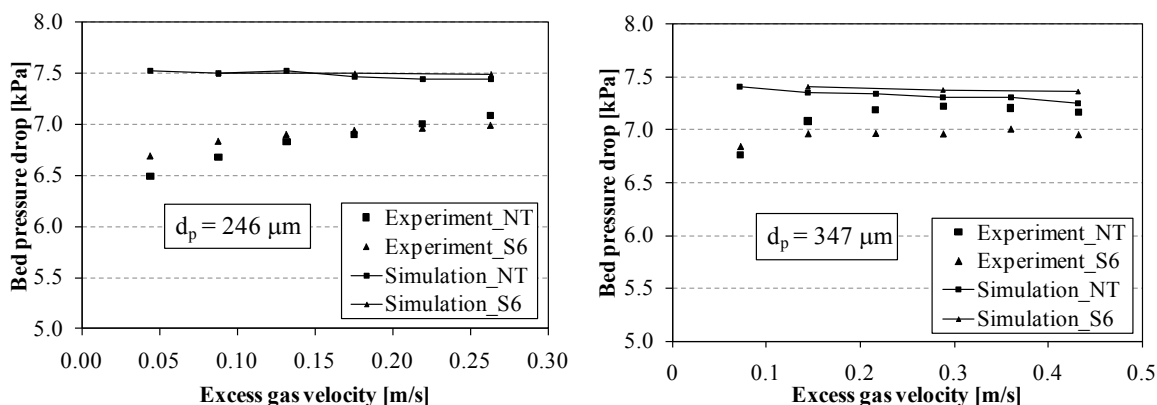 8.0
7.5
7.0
6.5
6.0
5.5
5.0
Bed pressure drop [kPa]
d_p = 246 μm
Experiment_NT
Experiment_S6
Simulation_NT
Simulation_S6
0.00 0.05 0.10 0.15 0.20 0.25 0.30
Excess gas velocity [m/s]
8.0
7.5
7.0
6.5
6.0
5.5
5.0
Bed pressure drop [kPa]
d_p = 347 μm
Experiment_NT
Experiment_S6
Simulation_NT
Simulation_S6
0 0.1 0.2 0.3 0.4 0.5
Excess gas velocity [m/s]